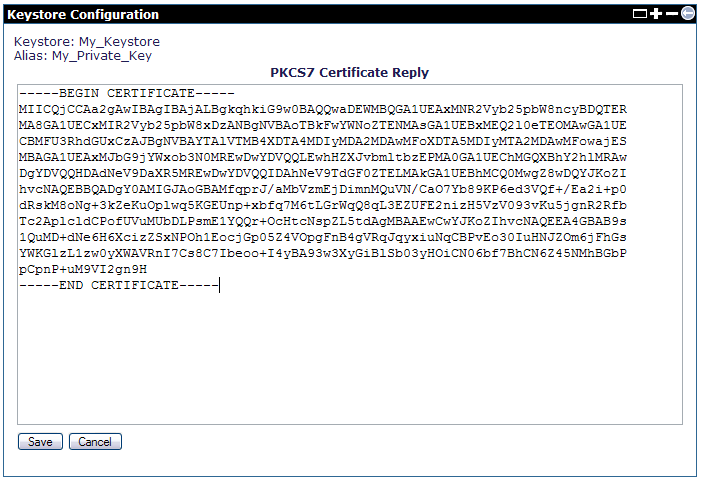 Keystore Configuration
Keystore: My_Keystore
Alias: My_Private_Key
PKCS7 Certificate Reply
-----BEGIN CERTIFICATE-----
MIICQjCCAa2gAwIBAgIBAjALBgkqhkiG9w0BAQQwaDEWMBQGA1UEAxMNR2Vyb25pbW8ncyBDQTER
MA8GA1UECxMIR2Vyb25pbW8xDzANBgNVBAoTBkFwYWNoZTENMAsGA1UEBxMEQ2l0eTEOMAwGA1UE
CBMFU3RhdGUxCzAJBgNVBAYTAlVTMB4XDTA4MDIyMDA2MDAwMFoXDTA5MDIyMTA2MDAwMFowajES
MBAGA1UEAxMJbG9jYWxob3N0MREwDwYDVQQLEwhHZXJvbmltbzEPMA0GA1UEChMGQXBhY2hlMRAw
DgYDVQQHDAdNeV9DaXR5MREwDwYDVQQIDAhNeV9TdGF0ZTELMAkGA1UEBhMCQ0MwgZ8wDQYJKoZI
hvcNAQEBBQADgY0AMIGJAoGBAMfqprJ/aMbVzmEjDimnMQuVN/CaO7Yb89KP6ed3VQf+/Ea2i+p0
dRskM8oNg+3kZeKuOplwq5KGEUnp+xbfq7M6tLGrWqQ8qL3EZUFE2nizH5VzV093vKu5jgnR2Rfb
Tc2AplcldCPofUVuMUbDLPsmE1YQQr+OcHtcNspZL5tdAgMBAAEwCwYJKoZIhvcNAQEEA4GBAB9s
1QuMD+dNe6H6XcizZSxNPOh1EocjGp05Z4VOpgFnB4gVRqJqyxiuNqCBPvEo30IuHNJZOm6jFhGs
YWKGlzL1zw0yXWAVRnI7Cs8C7Ibeoo+I4yBA93w3XyGiBlSb03yHOiCN06bf7BhCN6Z45NMhBGbP
pCpnP+uM9VI2gn9H
-----END CERTIFICATE-----
Save Cancel